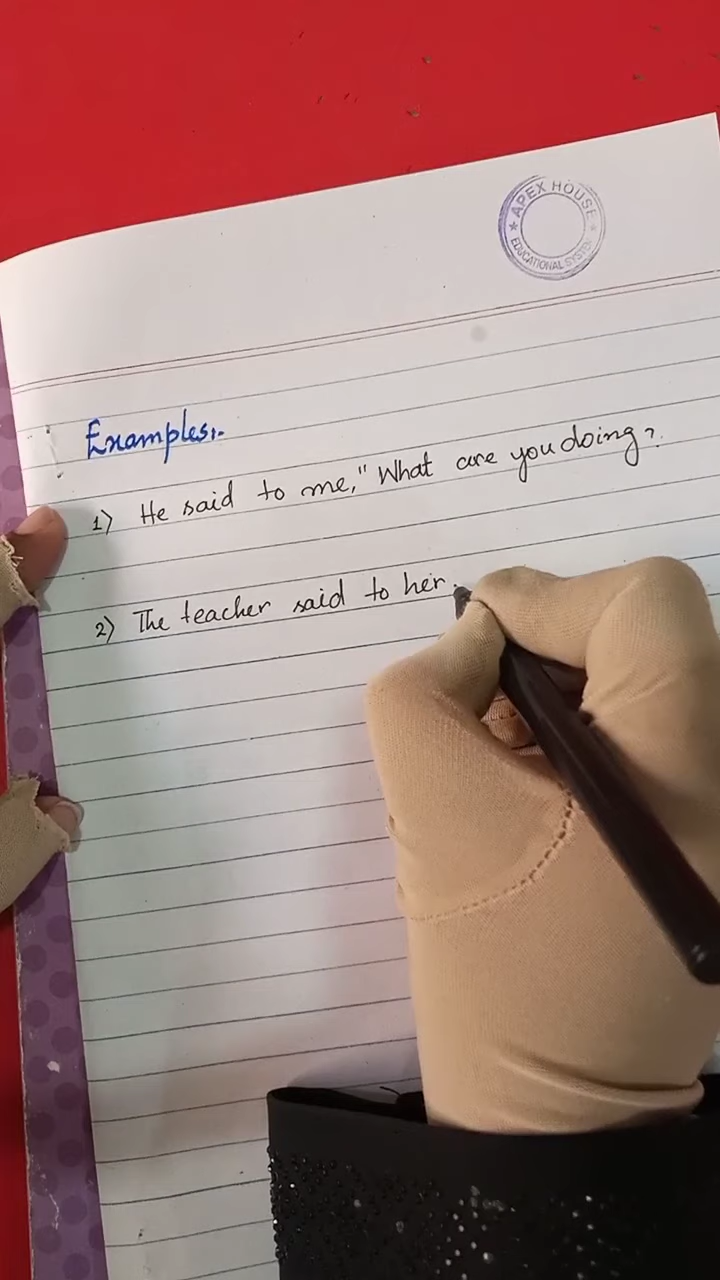 APEX HOUSE
EDUCATIONAL SYSTEM
Examples:-
1) He said to me," What are you doing?
2) The teacher said to her.